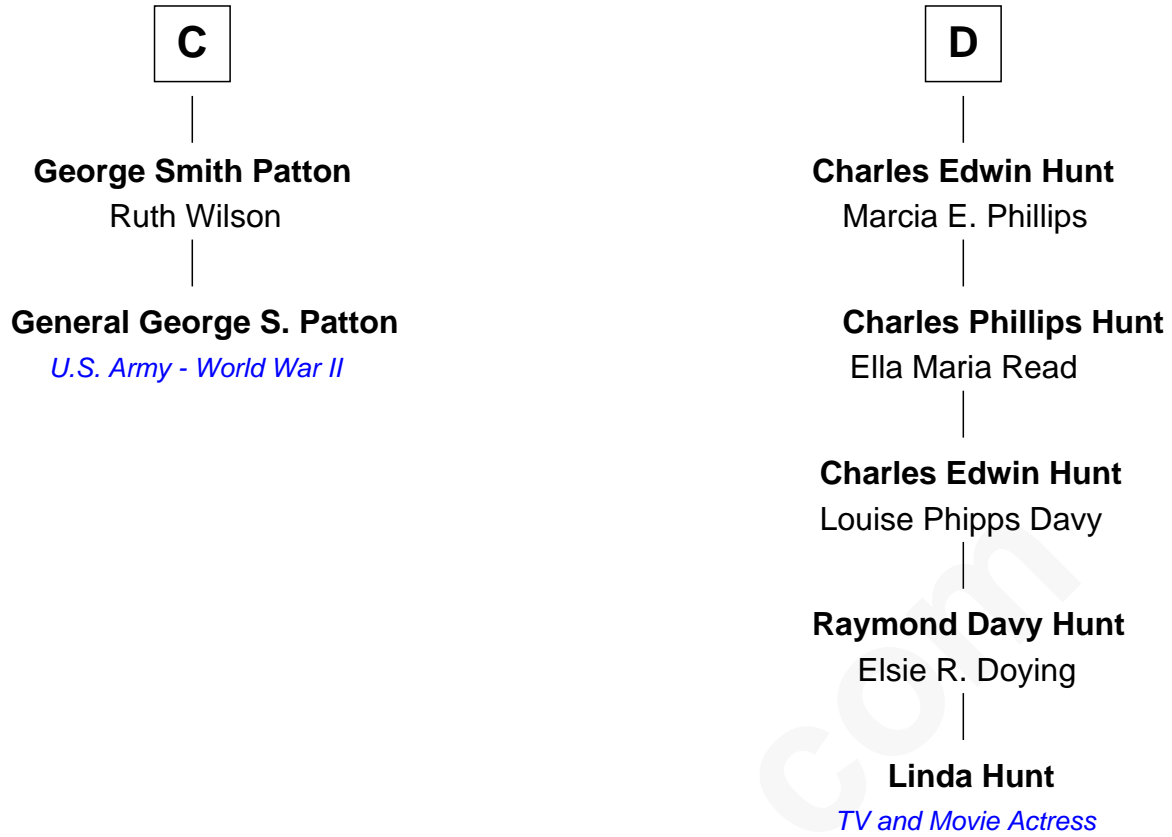 C
George Smith Patton
Ruth Wilson
General George S. Patton
U.S. Army - World War II
D
Charles Edwin Hunt
Marcia E. Phillips
Charles Phillips Hunt
Ella Maria Read
Charles Edwin Hunt
Louise Phipps Davy
Raymond Davy Hunt
Elsie R. Doying
Linda Hunt
TV and Movie Actress
com